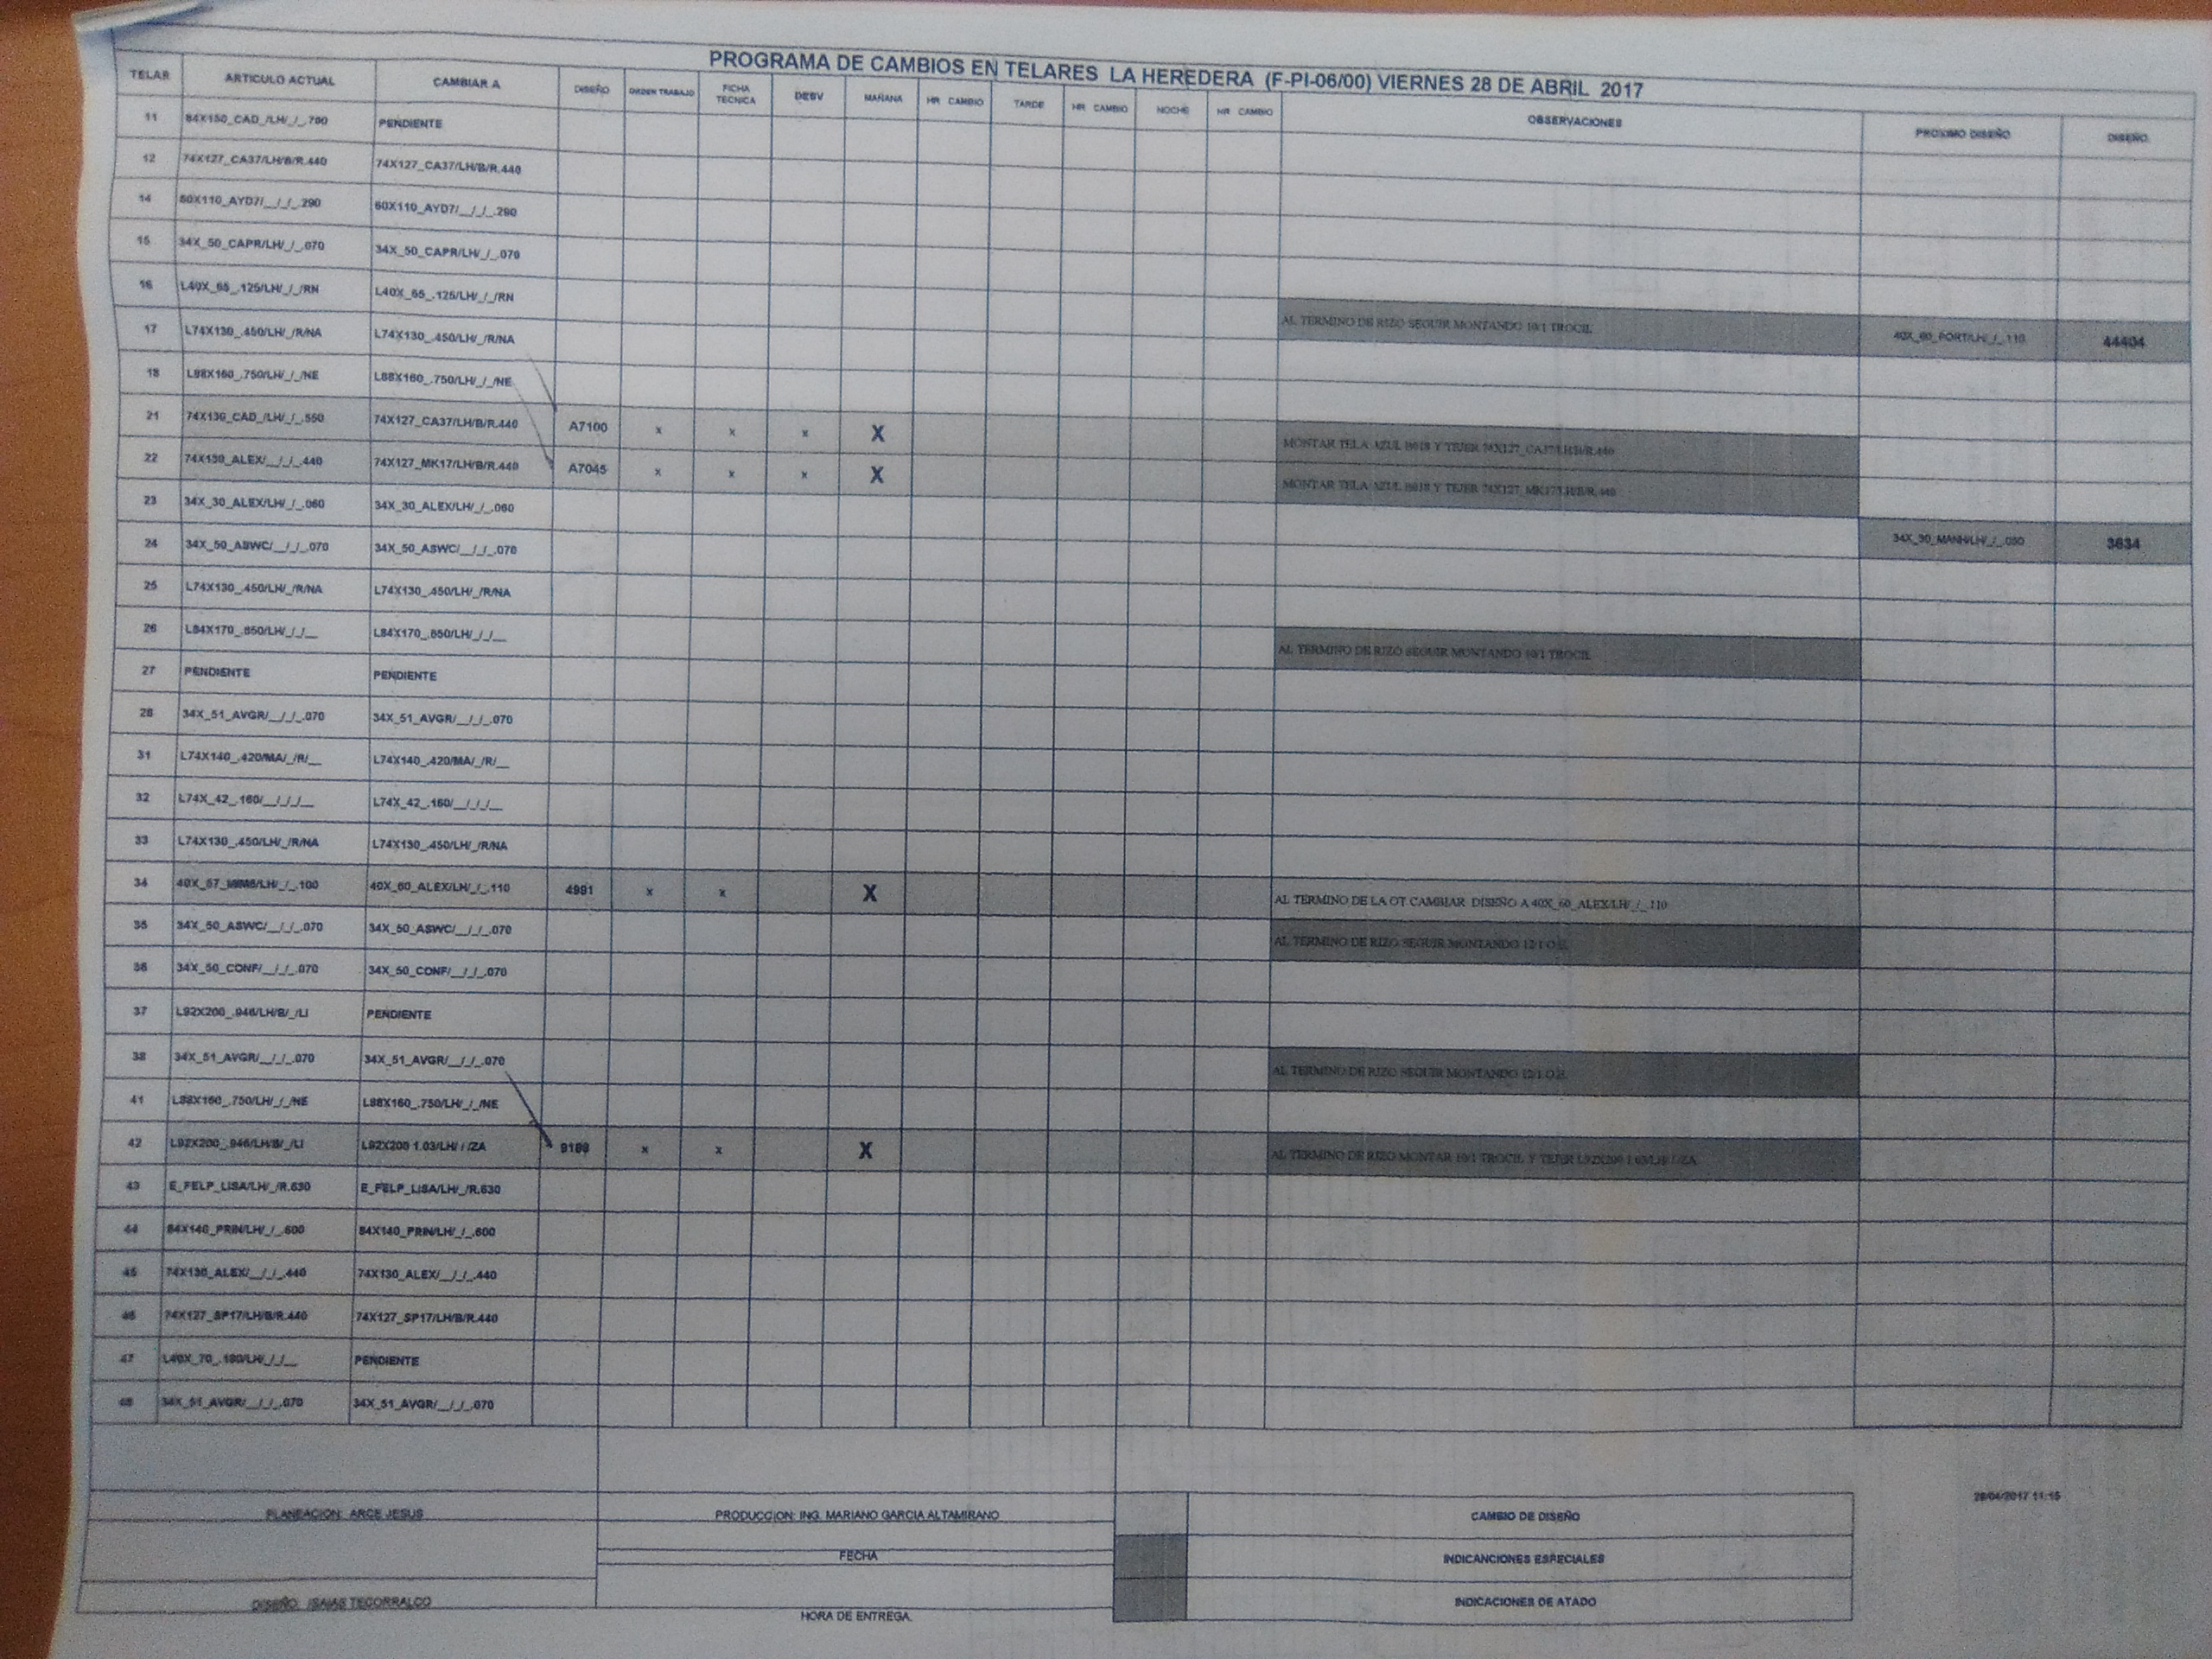 PROGRAMA DE CAMBIOS EN TELARES LA HEREDERA (F-PI-06/00) VIERNES 28 DE ABRIL 2017
TELAR ARTICULO ACTUAL CAMBIAR A DISEÑO ORDEN TRABAJO FICHA TECNICA DESV MAÑANA HR CAMBIO TARDE HR CAMBIO NOCHE HR CAMBIO OBSERVACIONES PROXIMO DISEÑO DISEÑO
11 84X150_CAD_/LH/_/_.700 PENDIENTE
12 74X127_CA37/LH/B/R.440 74X127_CA37/LH/B/R.440
14 60X110_AYD7/__/_/_.290 60X110_AYD7/__/_/_.290
15 34X_50_CAPR/LH/_/_.070 34X_50_CAPR/LH/_/_.070
16 L40X_65_.125/LH/_/_/RN L40X_65_.125/LH/_/_/RN
17 L74X130_.450/LH/_/R/NA L74X130_.450/LH/_/R/NA AL TERMINO DE RIZO SEGUIR MONTANDO 10/1 TROCIL 40X_60_PORT/LH/_/_.110 44404
18 L88X160_.750/LH/_/_/NE L88X160_.750/LH/_/_/NE
21 74X130_CAD_/LH/_/_.550 74X127_CA37/LH/B/R.440 A7100 x x x X MONTAR TELA AZUL B018 Y TEJER 74X127_CA37/LH/B/R.440
22 74X130_ALEX/__/_/_.440 74X127_MK17/LH/B/R.440 A7045 x x x X MONTAR TELA AZUL B018 Y TEJER 74X127_MK17/LH/B/R.440
23 34X_30_ALEX/LH/_/_.060 34X_30_ALEX/LH/_/_.060
24 34X_50_ASWC/__/_/_.070 34X_50_ASWC/__/_/_.070 34X_30_MANH/LH/_/_.050 3634
25 L74X130_.450/LH/_/R/NA L74X130_.450/LH/_/R/NA
26 L84X170_.850/LH/_/_/__ L84X170_.850/LH/_/_/__ AL TERMINO DE RIZO SEGUIR MONTANDO 10/1 TROCIL
27 PENDIENTE PENDIENTE
28 34X_51_AVGR/__/_/_.070 34X_51_AVGR/__/_/_.070
31 L74X140_.420/MA/_/R/__ L74X140_.420/MA/_/R/__
32 L74X_42_.160/__/_/_/__ L74X_42_.160/__/_/_/__
33 L74X130_.450/LH/_/R/NA L74X130_.450/LH/_/R/NA
34 40X_57_MIM6/LH/_/_.100 40X_60_ALEX/LH/_/_.110 4991 x x X AL TERMINO DE LA OT CAMBIAR DISEÑO A 40X_60_ALEX/LH/_/_.110
35 34X_50_ASWC/__/_/_.070 34X_50_ASWC/__/_/_.070 AL TERMINO DE RIZO SEGUIR MONTANDO 12/1 O.E.
36 34X_50_CONF/__/_/_.070 34X_50_CONF/__/_/_.070
37 L92X200_.946/LH/B/_/LI PENDIENTE
38 34X_51_AVGR/__/_/_.070 34X_51_AVGR/__/_/_.070 AL TERMINO DE RIZO SEGUIR MONTANDO 12/1 O.E.
41 L88X160_.750/LH/_/_/NE L88X160_.750/LH/_/_/NE
42 L92X200_.946/LH/B/_/LI L92X200 1.03/LH/ / /ZA 9188 x x X AL TERMINO DE RIZO MONTAR 10/1 TROCIL Y TEJER L92X200 1.03/LH/ / /ZA
43 E_FELP_LISA/LH/_/R.630 E_FELP_LISA/LH/_/R.630
44 84X140_PRIN/LH/_/_.600 84X140_PRIN/LH/_/_.600
45 74X130_ALEX/__/_/_.440 74X130_ALEX/__/_/_.440
46 74X127_SP17/LH/B/R.440 74X127_SP17/LH/B/R.440
47 L40X_70_.180/LH/_/_/__ PENDIENTE
48 34X_51_AVGR/__/_/_.070 34X_51_AVGR/__/_/_.070
28/04/2017 11:15
PLANEACION: ARCE JESUS PRODUCCION: ING. MARIANO GARCIA ALTAMIRANO CAMBIO DE DISEÑO
FECHA INDICANCIONES ESPECIALES
DISEÑO: ISAIAS TECORRALCO HORA DE ENTREGA. INDICACIONES DE ATADO